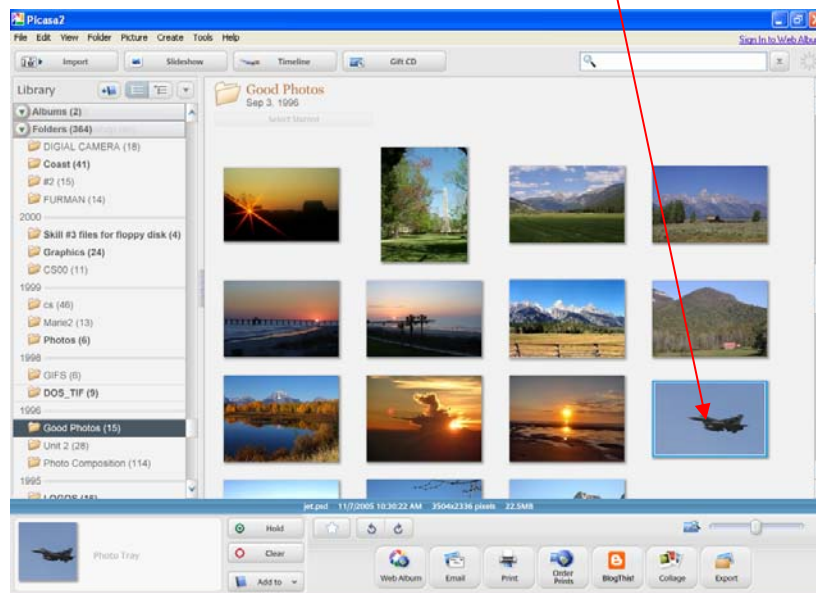 Picasa2
File Edit View Folder Picture Create Tools Help
Sign In to Web Albu
Import Slideshow Timeline Gift CD
Library
Good Photos
Sep 3, 1996
Select Starred
Albums (2)
Folders (364)
DIGIAL CAMERA (18)
Coast (41)
#2 (15)
FURMAN (14)
2000
Skill #3 files for floppy disk (4)
Graphics (24)
CS00 (11)
1999
cs (46)
Marie2 (13)
Photos (6)
1998
GIFS (6)
DOS_TIF (9)
1996
Good Photos (15)
Unit 2 (28)
Photo Composition (114)
1995
LOGOS (16)
jet.psd 11/7/2005 10:30:22 AM 3504x2336 pixels 22.5MB
Photo Tray
Hold
Clear
Add to
Web Album Email Print Order Prints BlogThis! Collage Export